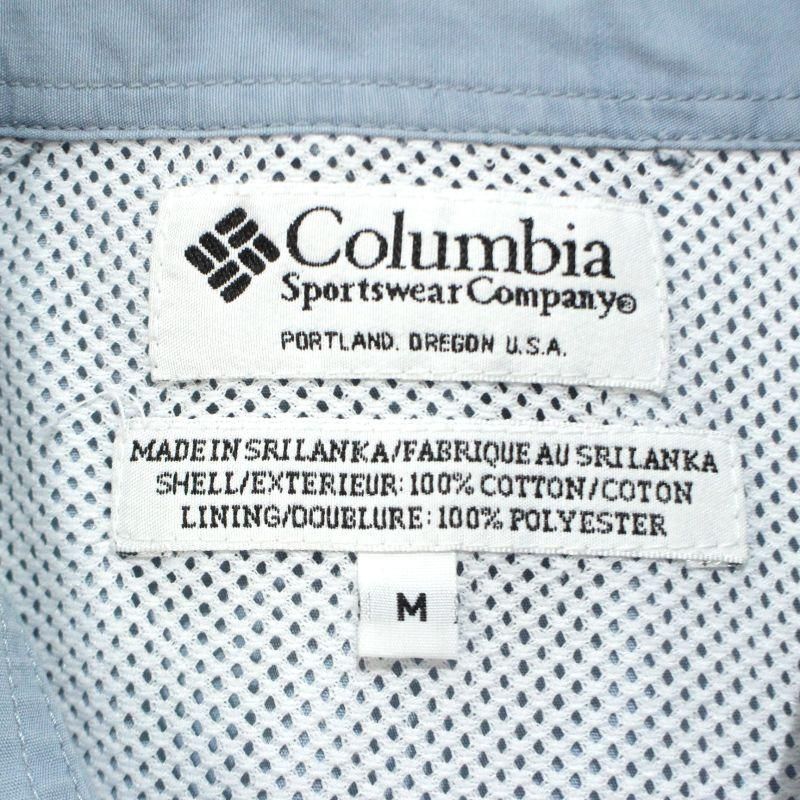 Columbia
Sportswear Company®
PORTLAND, OREGON U.S.A.
MADE IN SRI LANKA/FABRIQUE AU SRI LANKA
SHELL/EXTERIEUR: 100% COTTON/COTON
LINING/DOUBLURE: 100% POLYESTER
M